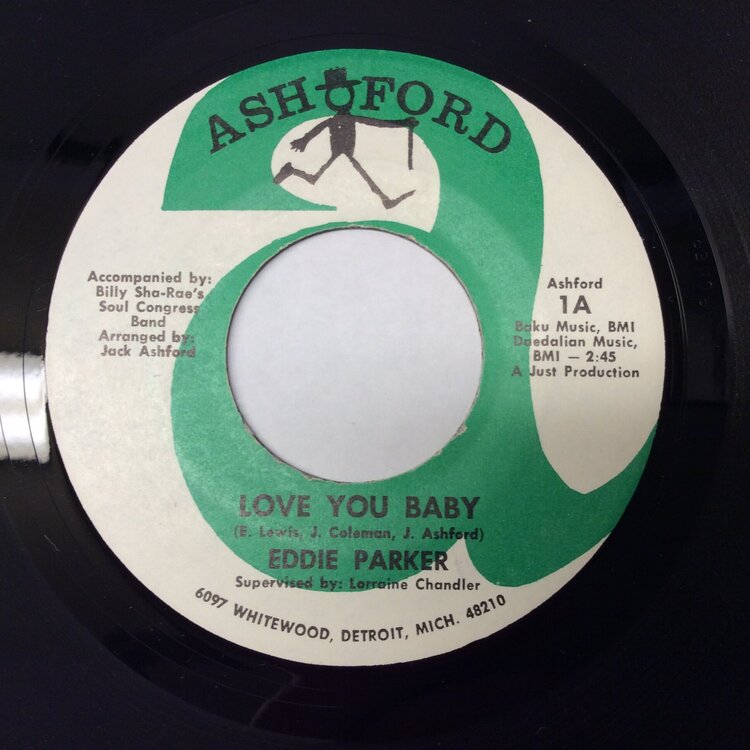 ASHFORD
Accompanied by:
Billy Sha-Rae's
Soul Congress
Band
Arranged by:
Jack Ashford
Ashford
1A
Baku Music, BMI
Daedalian Music,
BMI — 2:45
A Just Production
LOVE YOU BABY
(E. Lewis, J. Coleman, J. Ashford)
EDDIE PARKER
Supervised by: Lorraine Chandler
6097 WHITEWOOD, DETROIT, MICH. 48210